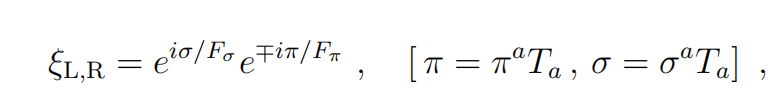 ξ_{L,R} = e^{iσ/F_σ} e^{∓iπ/F_π} , [ π = π^a T_a , σ = σ^a T_a ] ,